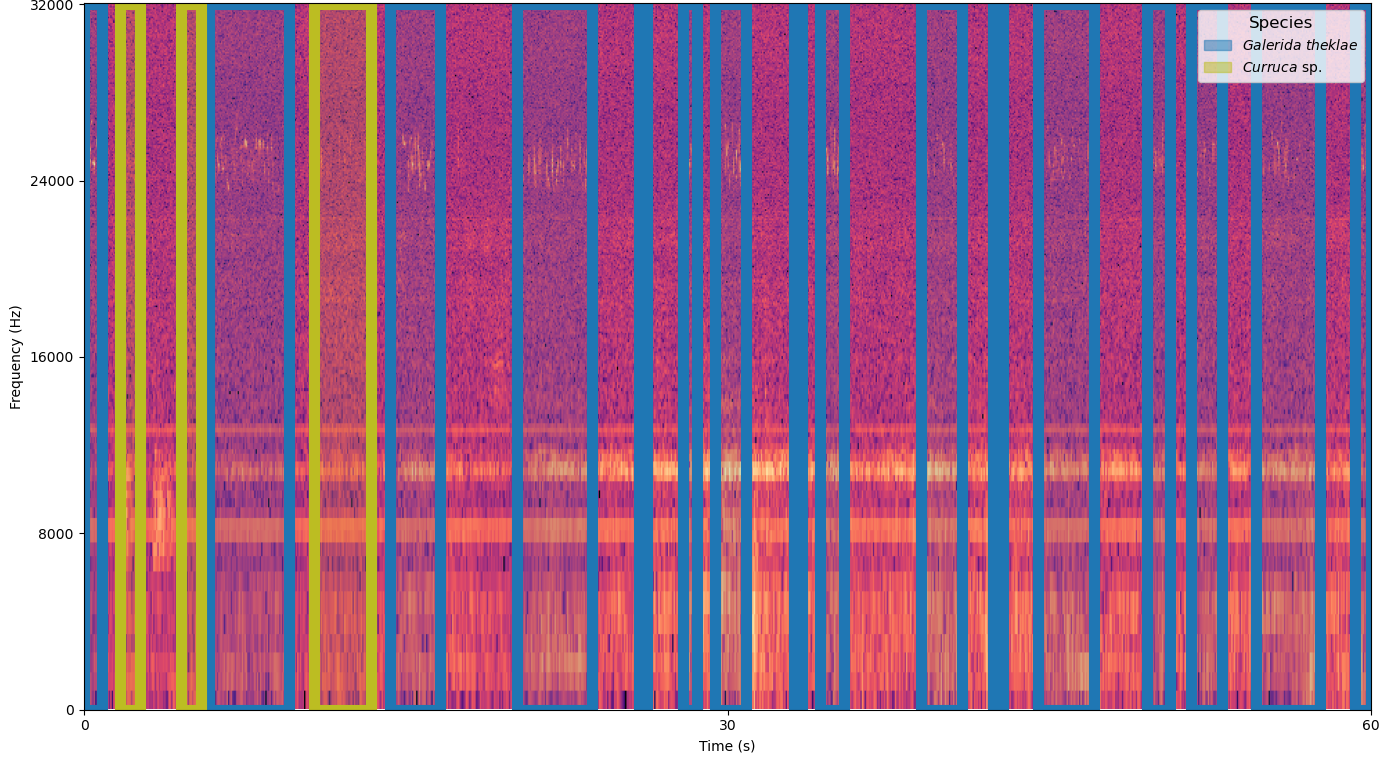 32000
24000
16000
8000
0
Frequency (Hz)
0
30
60
Time (s)
Species
Galerida theklae
Curruca sp.